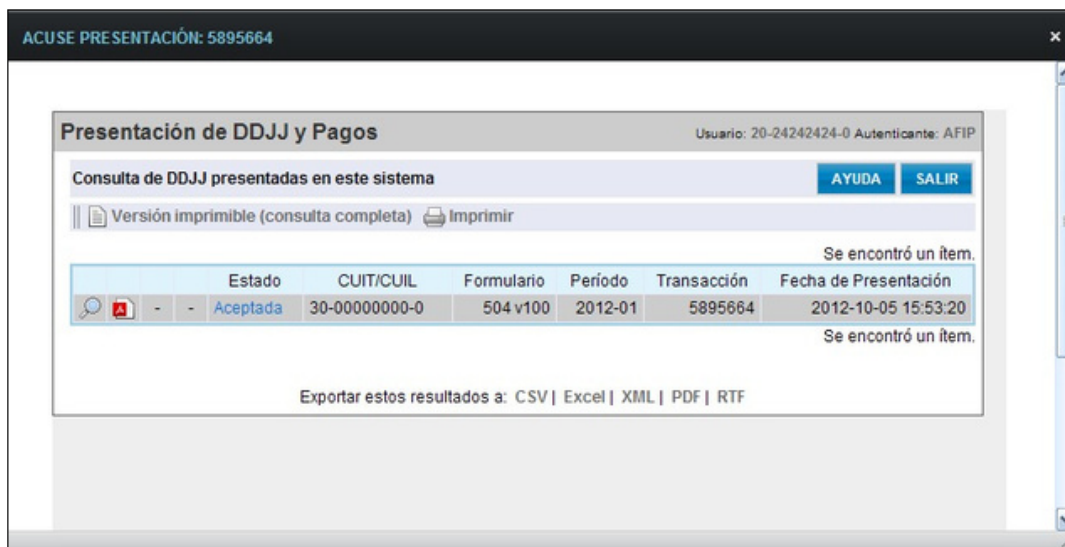 ACUSE PRESENTACIÓN: 5895664
Presentación de DDJJ y Pagos Usuario: 20-24242424-0 Autenticante: AFIP
Consulta de DDJJ presentadas en este sistema AYUDA SALIR
Versión imprimible (consulta completa) Imprimir
Se encontró un ítem.
Estado CUIT/CUIL Formulario Período Transacción Fecha de Presentación
- - Aceptada 30-00000000-0 504 v100 2012-01 5895664 2012-10-05 15:53:20
Se encontró un ítem.
Exportar estos resultados a: CSV | Excel | XML | PDF | RTF